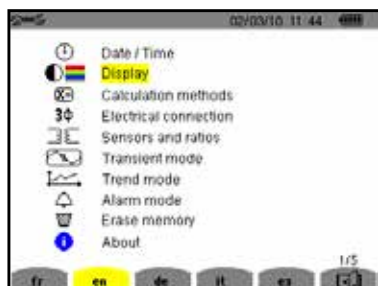 02/03/10 11:44
Date / Time
Display
Calculation methods
3φ Electrical connection
Sensors and ratios
Transient mode
Trend mode
Alarm mode
Erase memory
About
1/5
fr en de it es